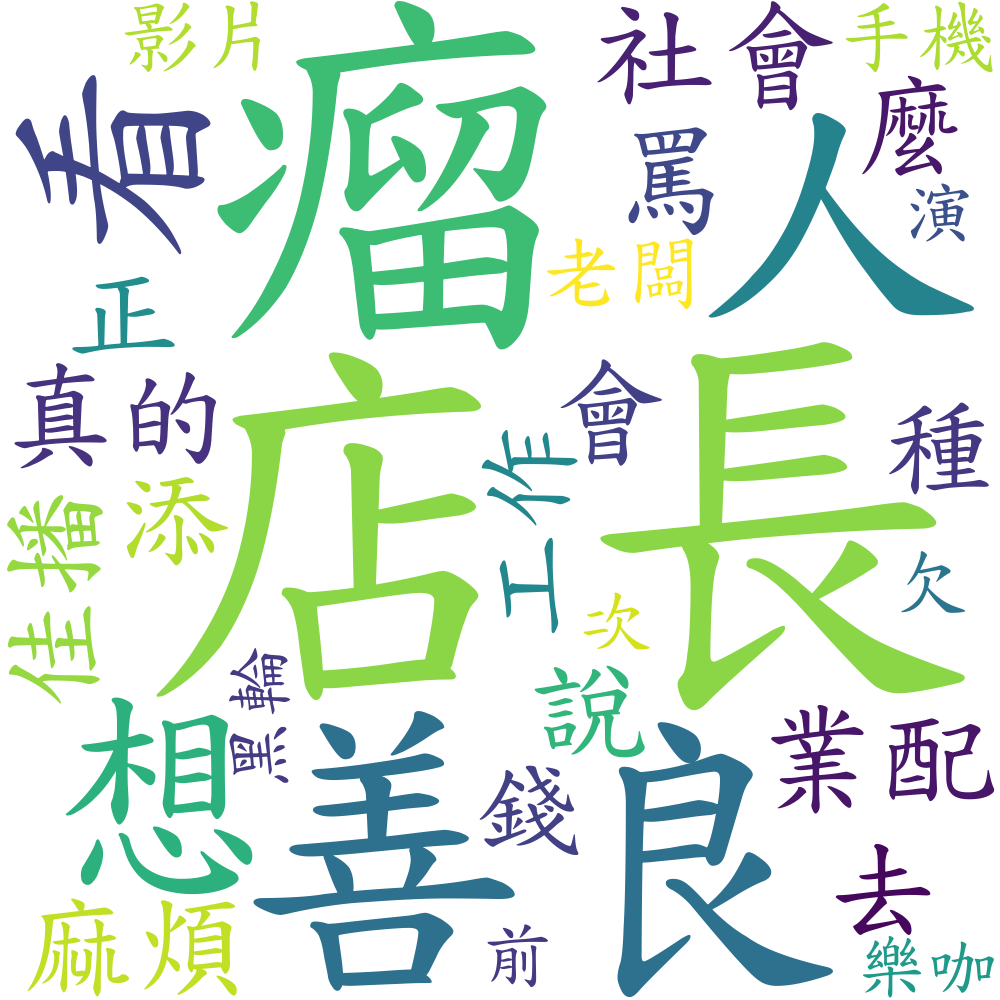 影片
瘤
社會
手機
看
麼
人
罵
演
老闆
正
店長
真的
會
種
工作
添
佳播
欠
次
黑輪
說
想
善良
業配
錢
去
麻煩
前
樂咖